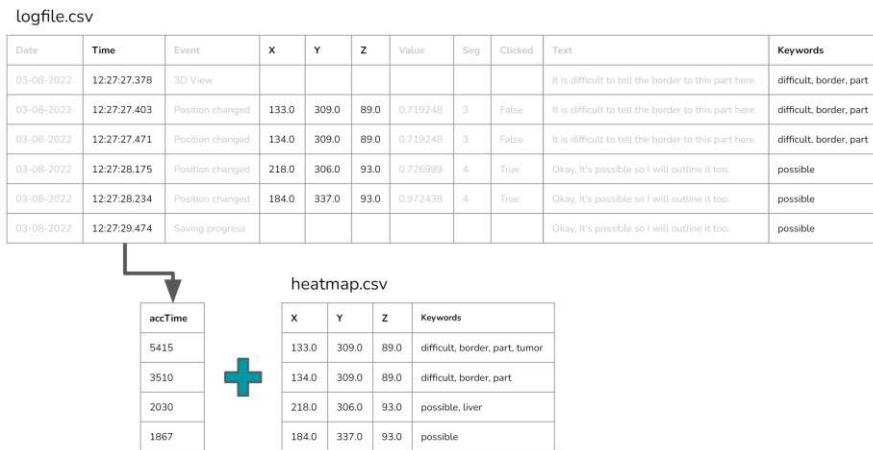 logfile.csv
Date Time Event X Y Z Value Seg Clicked Text Keywords
03-08-2022 12:27:27.378 3D View It is difficult to tell the border to this part here. difficult, border, part
03-08-2022 12:27:27.403 Position changed 133.0 309.0 89.0 0.719248 3 False It is difficult to tell the border to this part here. difficult, border, part
03-08-2022 12:27:27.471 Position changed 134.0 309.0 89.0 0.719248 3 False It is difficult to tell the border to this part here. difficult, border, part
03-08-2022 12:27:28.175 Position changed 218.0 306.0 93.0 0.726999 4 True Okay, It's possible so I will outline it too. possible
03-08-2022 12:27:28.234 Position changed 184.0 337.0 93.0 0.972438 4 True Okay, It's possible so I will outline it too. possible
03-08-2022 12:27:29.474 Saving progress Okay, It's possible so I will outline it too. possible
heatmap.csv
accTime X Y Z Keywords
5415 133.0 309.0 89.0 difficult, border, part, tumor
3510 134.0 309.0 89.0 difficult, border, part
2030 218.0 306.0 93.0 possible, liver
1867 184.0 337.0 93.0 possible